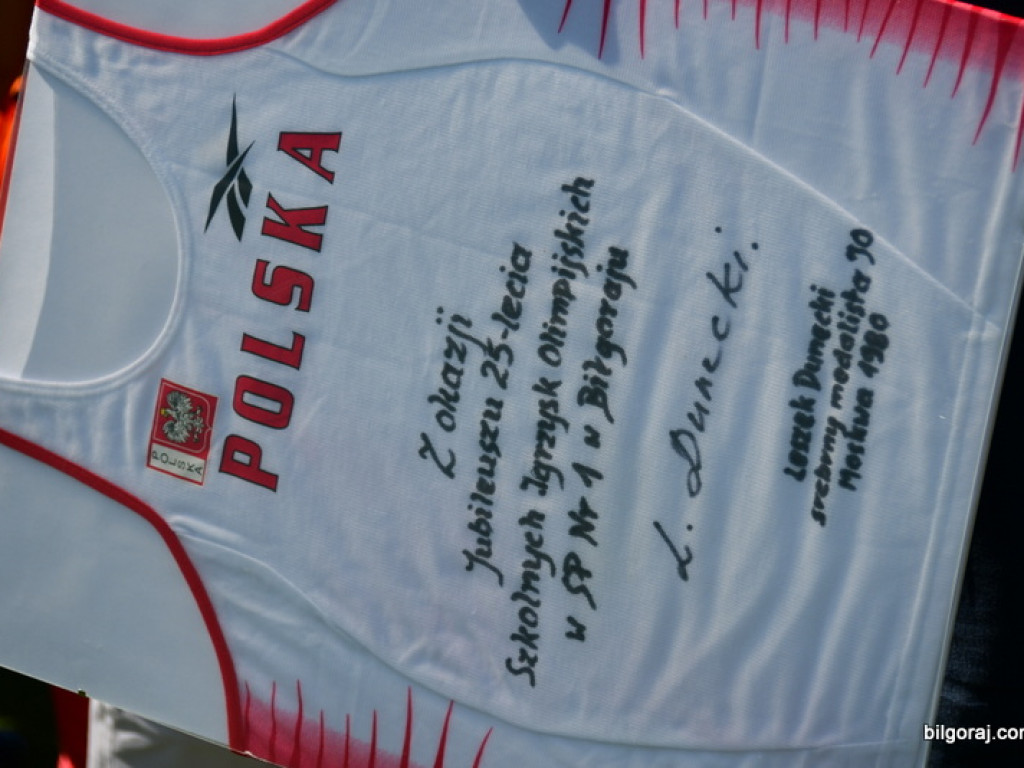 POLSKA
POLSKA
Z okazji
Jubileuszu 25-lecia
Szkolnych Igrzysk Olimpijskich
w SP Nr 1 w Biłgoraju
L. Dunecki.
Leszek Dunecki
srebrny medalista IO
Moskwa 1980
bilgoraj.com